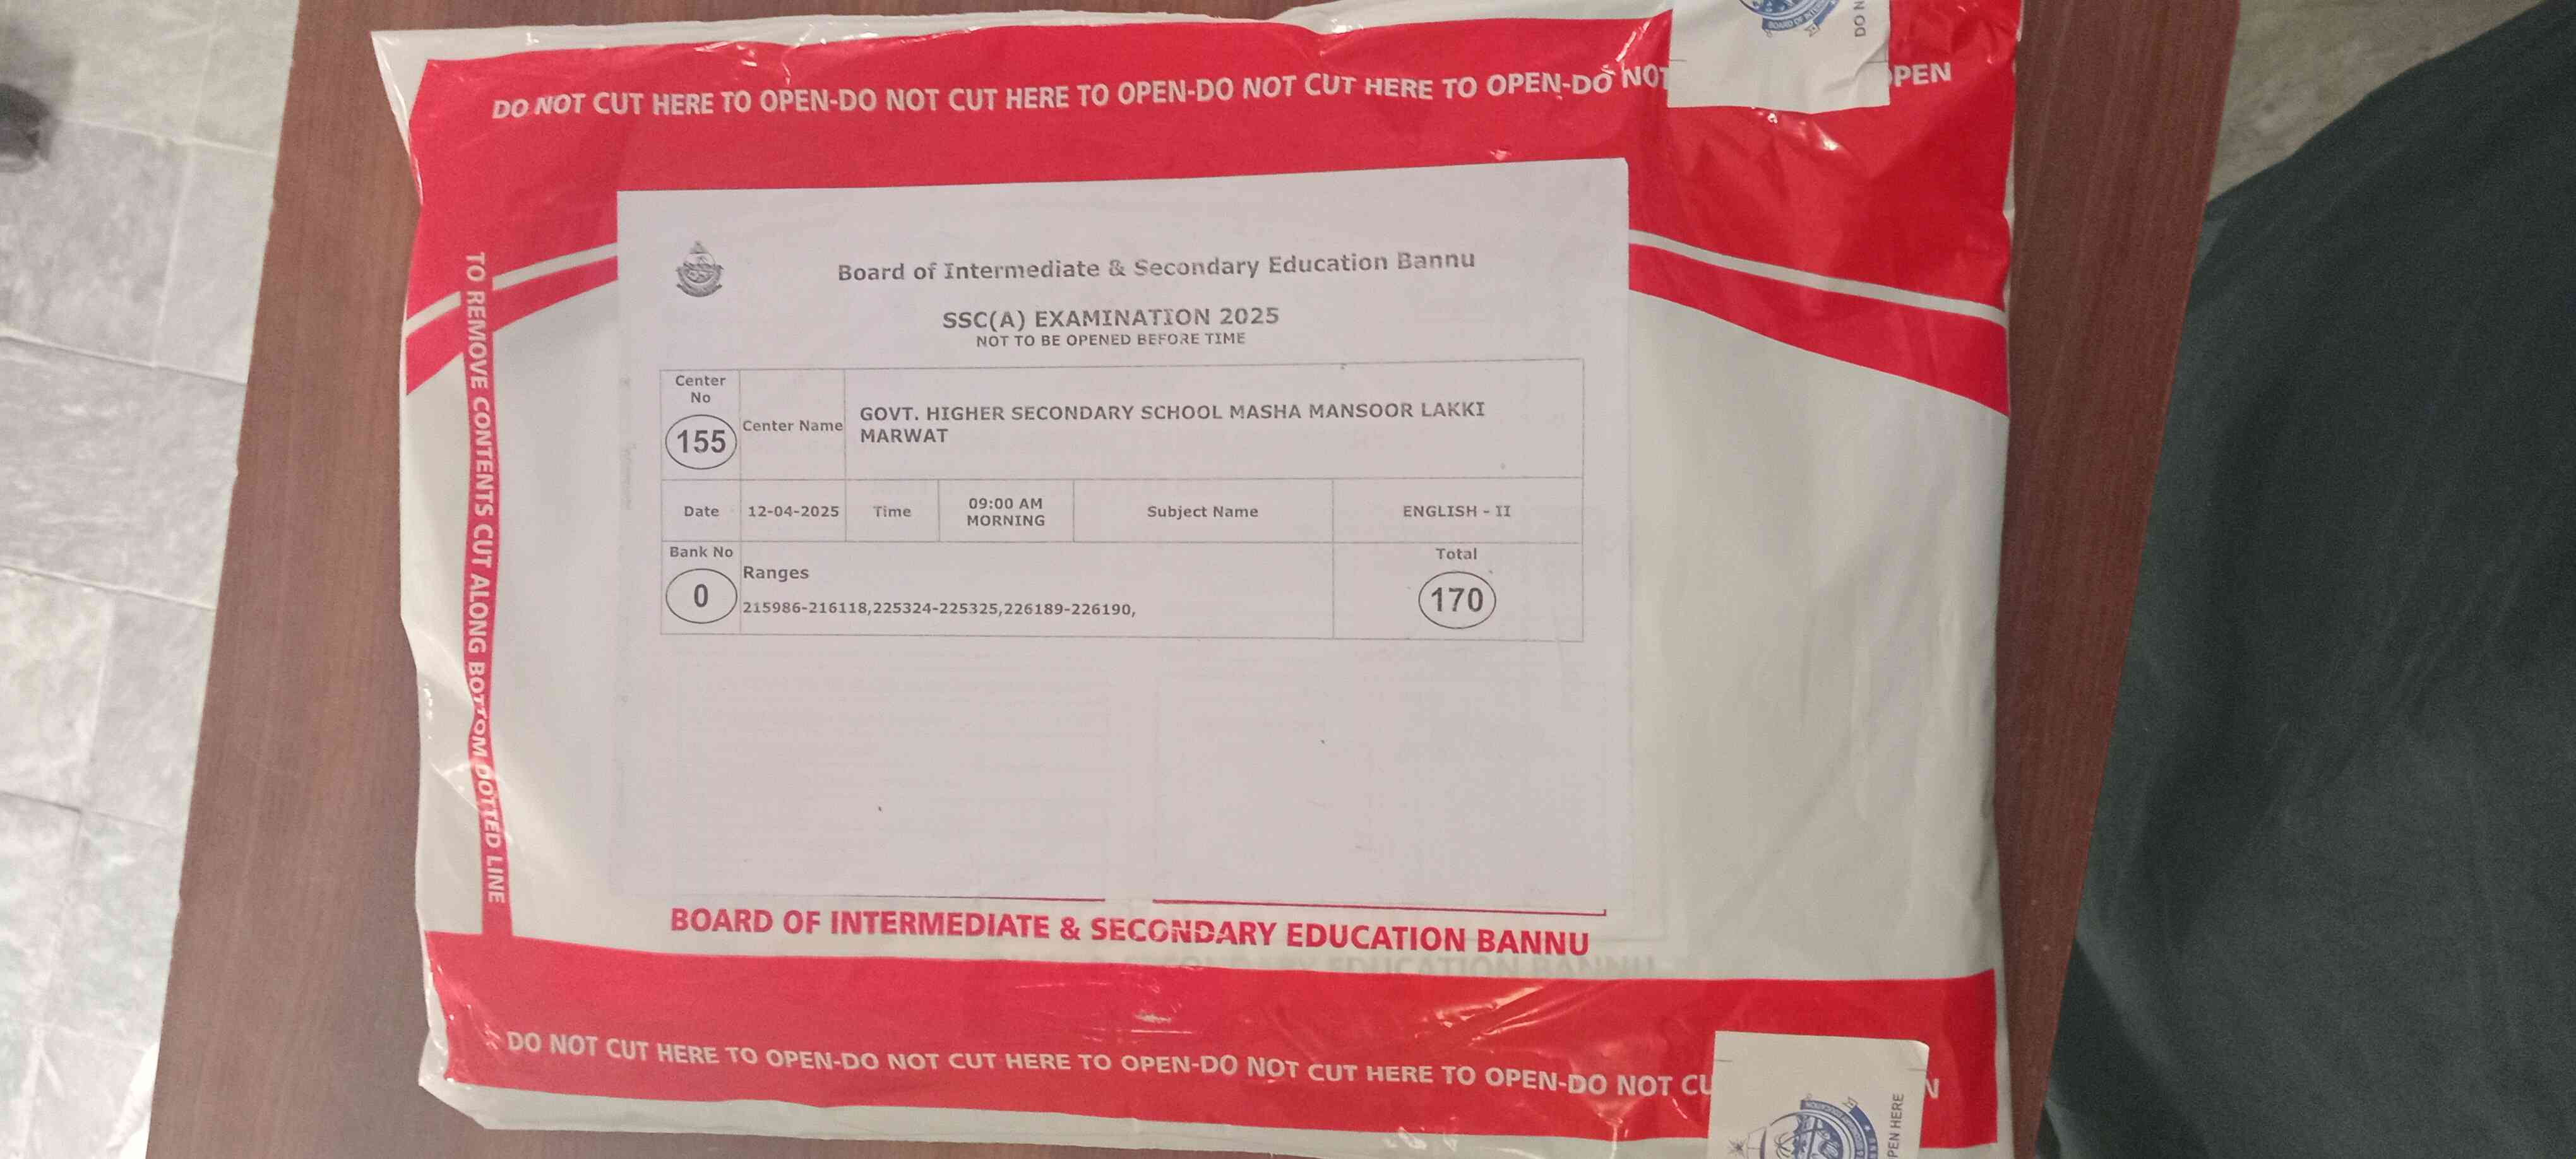 DO NOT CUT HERE TO OPEN-DO NOT CUT HERE TO OPEN-DO NOT CUT HERE TO OPEN-DO NOT
PEN
DO N
BOARD OF INTER
TO REMOVE CONTENTS CUT ALONG BOTTOM DOTTED LINE
Board of Intermediate & Secondary Education Bannu
SSC(A) EXAMINATION 2025
NOT TO BE OPENED BEFORE TIME
Center No
155
Center Name
GOVT. HIGHER SECONDARY SCHOOL MASHA MANSOOR LAKKI
MARWAT
Date 12-04-2025 Time 09:00 AM MORNING Subject Name ENGLISH - II
Bank No
0
Ranges
215986-216118,225324-225325,226189-226190,
Total
170
BOARD OF INTERMEDIATE & SECONDARY EDUCATION BANNU
DO NOT CUT HERE TO OPEN-DO NOT CUT HERE TO OPEN-DO NOT CUT HERE TO OPEN-DO NOT CU
N
PEN HERE